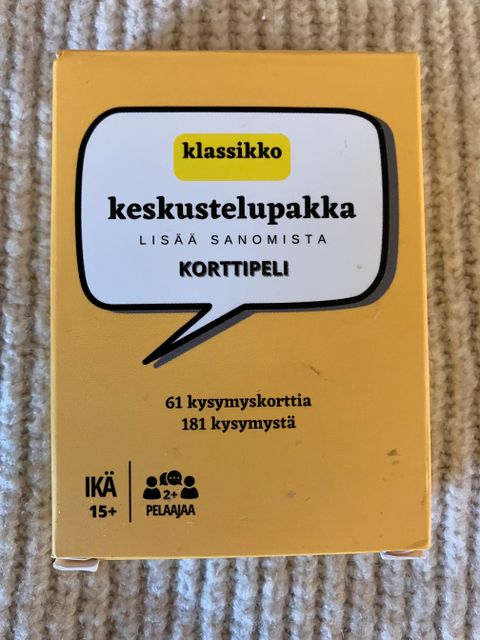 klassikko
keskustelupakka
LISÄÄ SANOMISTA
KORTTIPELI
61 kysymyskorttia
181 kysymystä
IKÄ
15+
2+
PELAAJAA